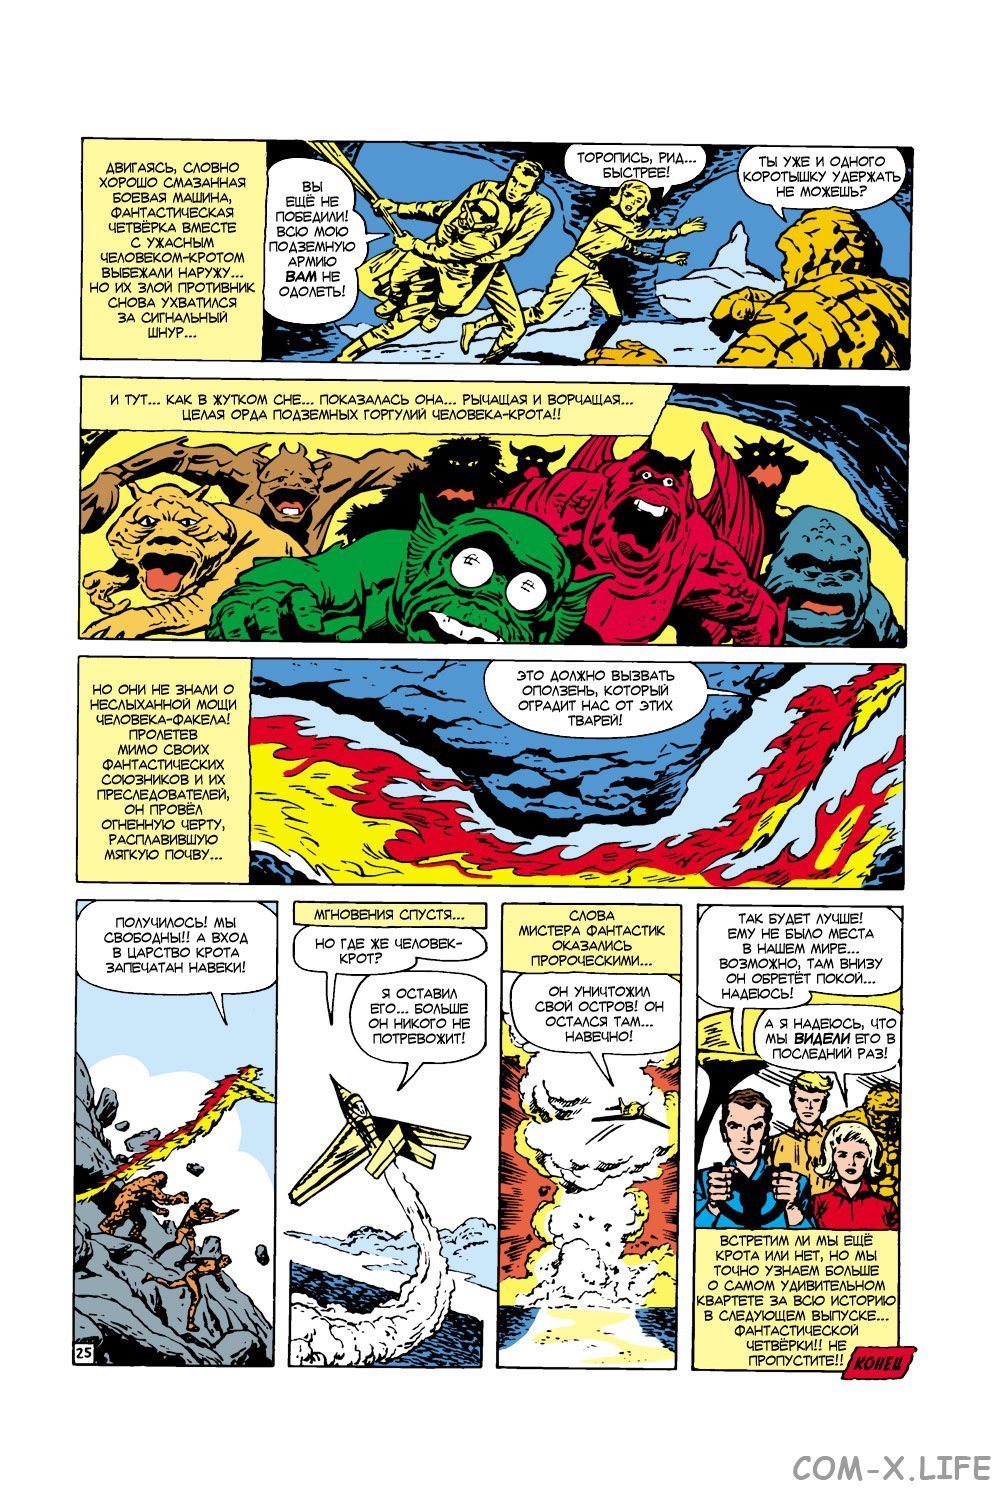 ДВИГАЯСЬ, СЛОВНО
ХОРОШО СМАЗАННАЯ
БОЕВАЯ МАШИНА,
ФАНТАСТИЧЕСКАЯ
ЧЕТВЁРКА ВМЕСТЕ
С УЖАСНЫМ
ЧЕЛОВЕКОМ-КРОТОМ
ВЫБЕЖАЛИ НАРУЖУ...
НО ИХ ЗЛОЙ ПРОТИВНИК
СНОВА УХВАТИЛСЯ
ЗА СИГНАЛЬНЫЙ
ШНУР...
ВЫ
ЕЩЁ НЕ
ПОБЕДИЛИ!
ВСЮ МОЮ
ПОДЗЕМНУЮ
АРМИЮ
ВАМ НЕ
ОДОЛЕТЬ!
ТОРОПИСЬ, РИД...
БЫСТРЕЕ!
ТЫ УЖЕ И ОДНОГО
КОРОТЫШКУ УДЕРЖАТЬ
НЕ МОЖЕШЬ?
И ТУТ... КАК В ЖУТКОМ СНЕ... ПОКАЗАЛАСЬ ОНА... РЫЧАЩАЯ И ВОРЧАЩАЯ...
ЦЕЛАЯ ОРДА ПОДЗЕМНЫХ ГОРГУЛИЙ ЧЕЛОВЕКА-КРОТА!!
НО ОНИ НЕ ЗНАЛИ О
НЕСЛЫХАННОЙ МОЩИ
ЧЕЛОВЕКА-ФАКЕЛА!
ПРОЛЕТЕВ
МИМО СВОИХ
ФАНТАСТИЧЕСКИХ
СОЮЗНИКОВ И ИХ
ПРЕСЛЕДОВАТЕЛЕЙ,
ОН ПРОВЁЛ
ОГНЕННУЮ ЧЕРТУ,
РАСПЛАВИВШУЮ
МЯГКУЮ ПОЧВУ...
ЭТО ДОЛЖНО ВЫЗВАТЬ
ОПОЛЗЕНЬ, КОТОРЫЙ
ОГРАДИТ НАС ОТ ЭТИХ
ТВАРЕЙ!
ПОЛУЧИЛОСЬ! МЫ
СВОБОДНЫ!! А ВХОД
В ЦАРСТВО КРОТА
ЗАПЕЧАТАН НАВЕКИ!
25
МГНОВЕНИЯ СПУСТЯ...
НО ГДЕ ЖЕ ЧЕЛОВЕК-
КРОТ?
Я ОСТАВИЛ
ЕГО... БОЛЬШЕ
ОН НИКОГО НЕ
ПОТРЕВОЖИТ!
СЛОВА
МИСТЕРА ФАНТАСТИК
ОКАЗАЛИСЬ
ПРОРОЧЕСКИМИ...
ОН УНИЧТОЖИЛ
СВОЙ ОСТРОВ! ОН
ОСТАЛСЯ ТАМ...
НАВЕЧНО!
ТАК БУДЕТ ЛУЧШЕ!
ЕМУ НЕ БЫЛО МЕСТА
В НАШЕМ МИРЕ...
ВОЗМОЖНО, ТАМ ВНИЗУ
ОН ОБРЕТЁТ ПОКОЙ...
НАДЕЮСЬ!
А Я НАДЕЮСЬ, ЧТО
МЫ ВИДЕЛИ ЕГО В
ПОСЛЕДНИЙ РАЗ!
ВСТРЕТИМ ЛИ МЫ ЕЩЁ
КРОТА ИЛИ НЕТ, НО МЫ
ТОЧНО УЗНАЕМ БОЛЬШЕ
О САМОМ УДИВИТЕЛЬНОМ
КВАРТЕТЕ ЗА ВСЮ ИСТОРИЮ
В СЛЕДУЮЩЕМ ВЫПУСКЕ...
ФАНТАСТИЧЕСКОЙ
ЧЕТВЁРКИ!! НЕ
ПРОПУСТИТЕ!!
КОНЕЦ
COM-X.LIFE